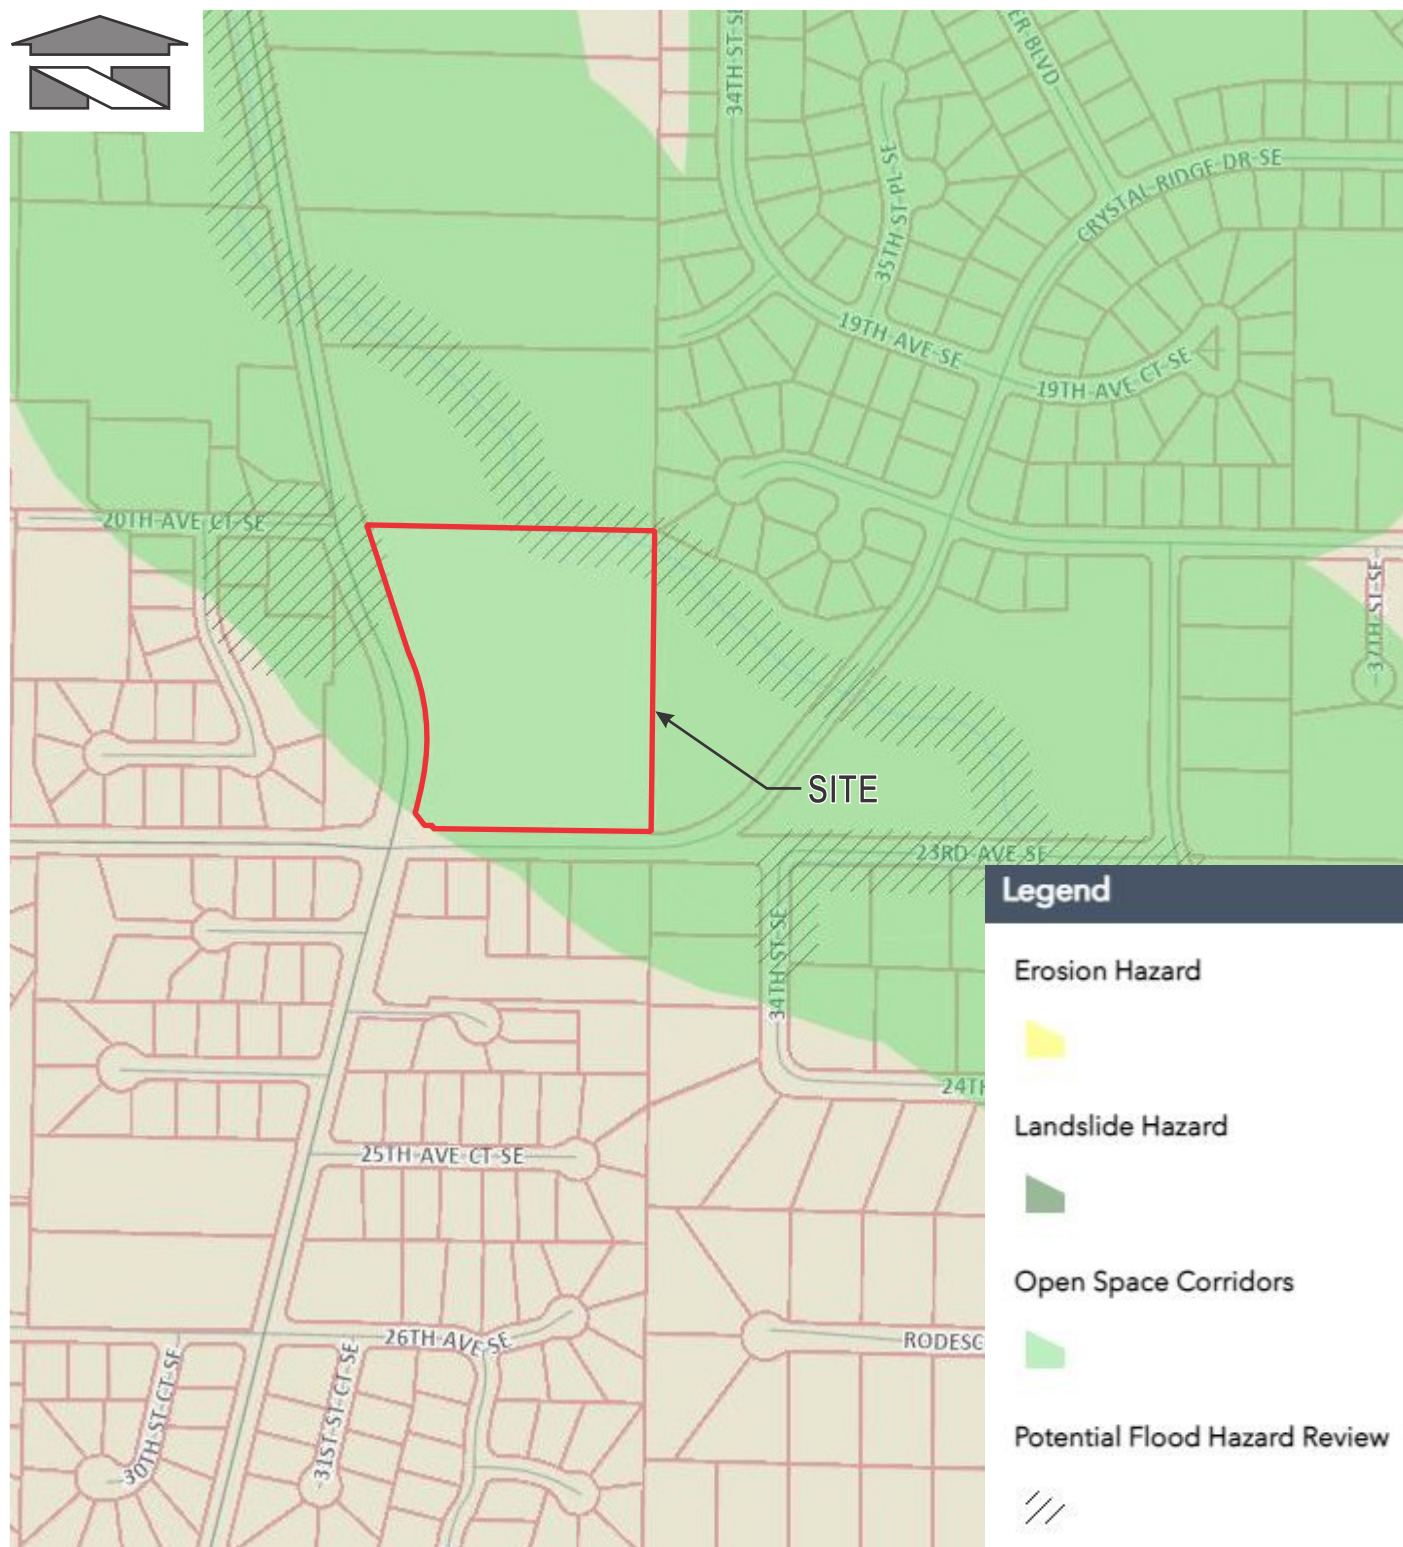 34TH ST SE
ER-BLVD
35TH-ST-PL-SE
CRYSTAL-RIDGE DR-SE
19TH-AVE-SE
19TH-AVE CT-SE
20TH-AVE CT-SE
37TH-ST-SE
SITE
23RD-AVE-SE
34TH-ST-SE
24TH
25TH-AVE CT-SE
26TH-AVE-SE
RODESC
30TH-ST-CT-SE
31ST-ST-CT-SE
Legend
Erosion Hazard
Landslide Hazard
Open Space Corridors
Potential Flood Hazard Review